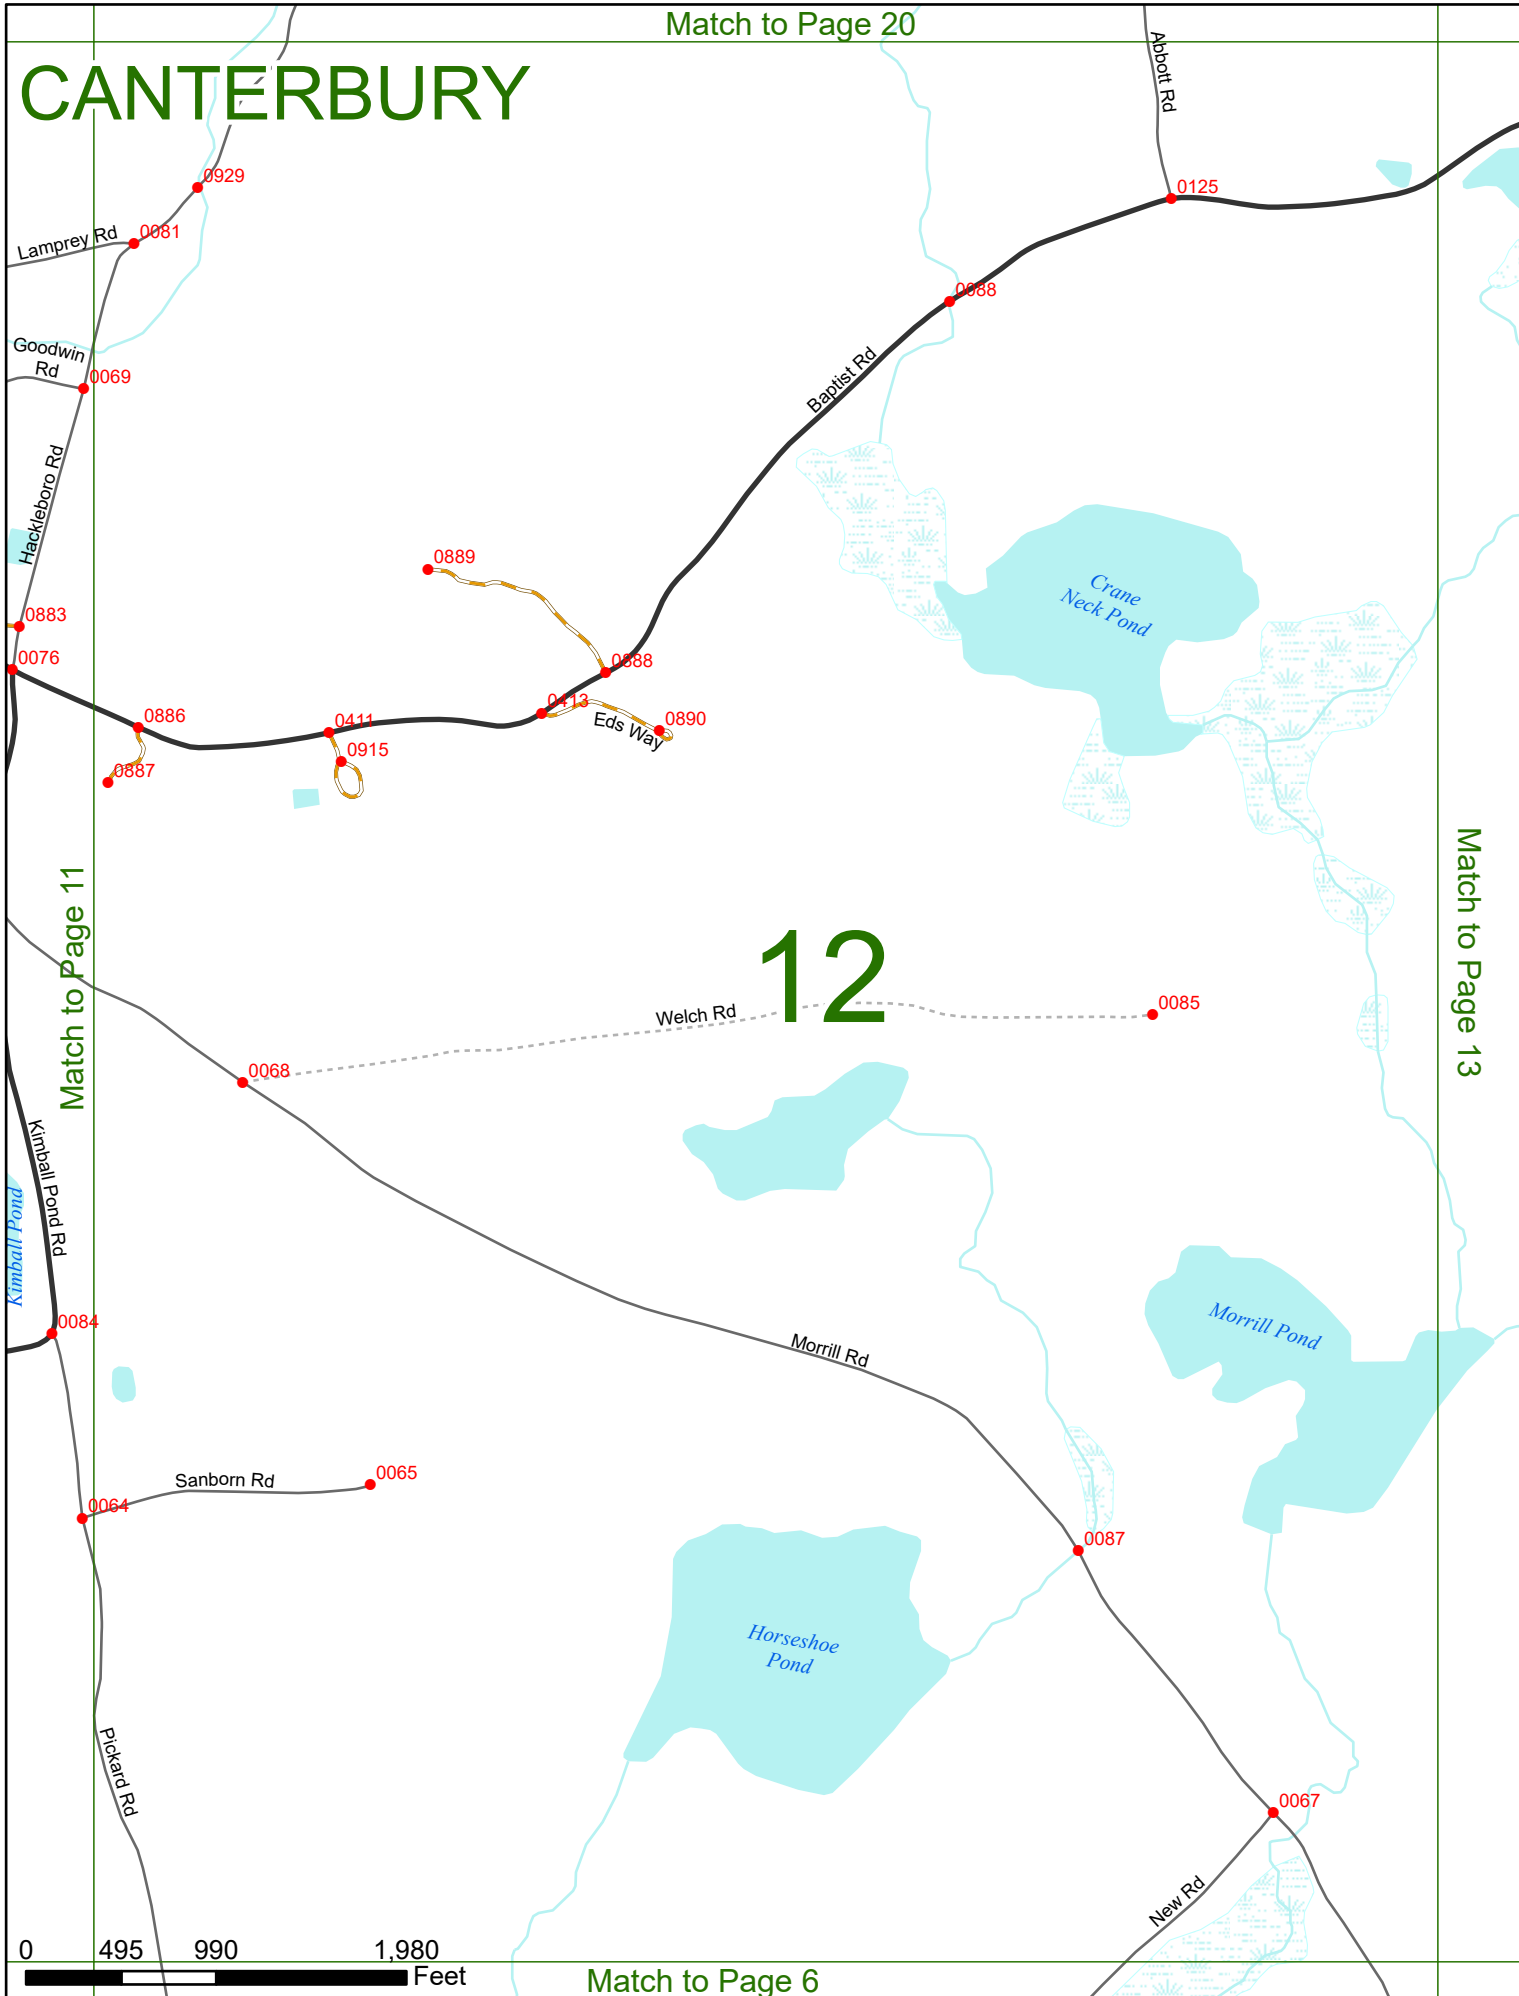 Match to Page 20
CANTERBURY
Abbott Rd
0929
0125
0081
Lamprey Rd
0088
Goodwin
Rd
0069
Baptist Rd
Hackleboro Rd
0889
Crane
Neck Pond
0883
0076
0888
0413
0886
0411
0890
Eds Way
0915
0887
Match to Page 11
Match to Page 13
12
Welch Rd
0085
0068
Kimball Pond Rd
Kimball Pond
0084
Morrill Pond
Morrill Rd
Sanborn Rd
0065
0064
0087
Horseshoe
Pond
Pickard Rd
0067
New Rd
0 495 990 1,980
Feet
Match to Page 6